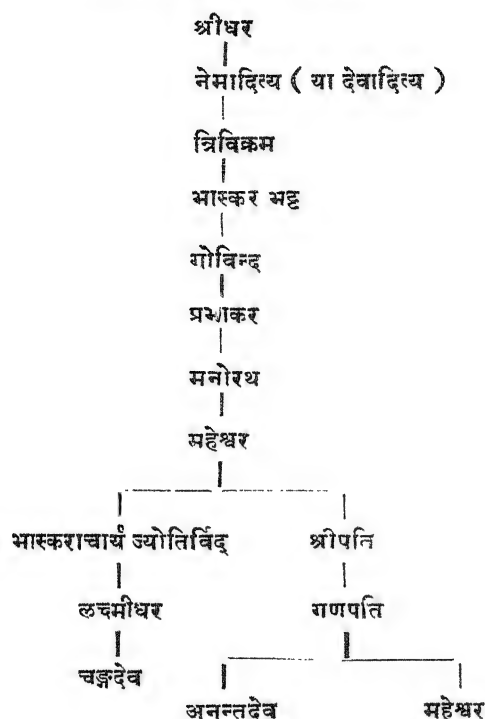 श्रीधर
नेमादित्य ( या देवादित्य )
त्रिविक्रम
भास्कर भट्ट
गोविन्द
प्रभाकर
मनोरथ
महेश्वर
भास्कराचार्य ज्योतिर्विद् श्रीपति
लक्ष्मीधर गणपति
चङ्गदेव
अनन्तदेव महेश्वर